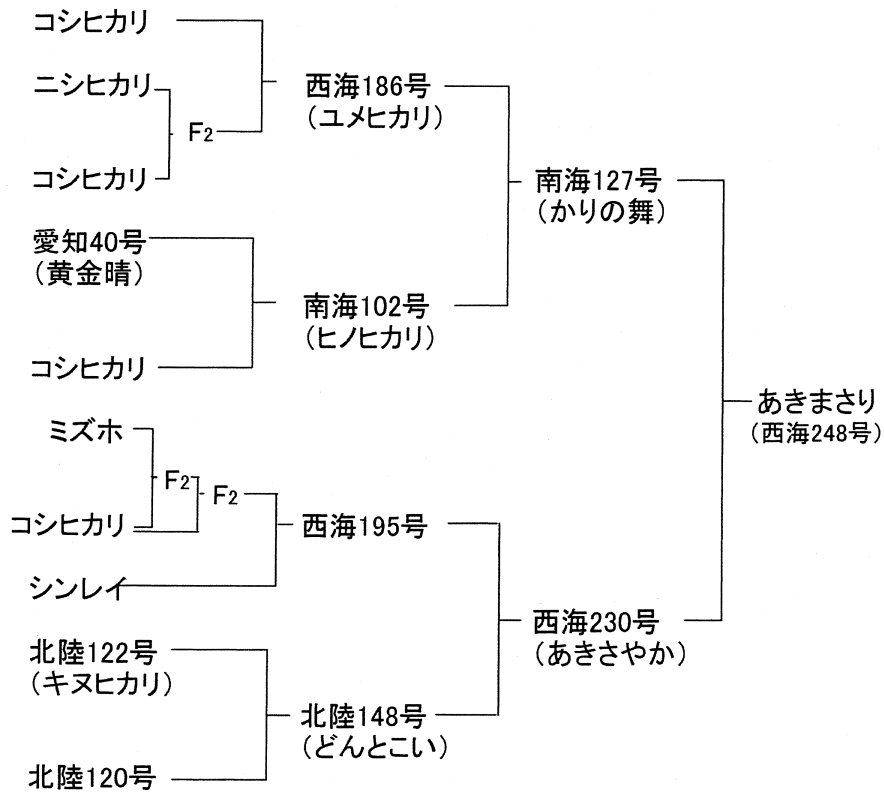 コシヒカリ
ニシヒカリ
F2
コシヒカリ
西海186号
（ユメヒカリ）
愛知40号
（黄金晴）
コシヒカリ
南海102号
（ヒノヒカリ）
南海127号
（かりの舞）
ミズホ
F2
F2
コシヒカリ
シンレイ
西海195号
北陸122号
（キヌヒカリ）
北陸120号
北陸148号
（どんとこい）
西海230号
（あきさやか）
あきまさり
（西海248号）